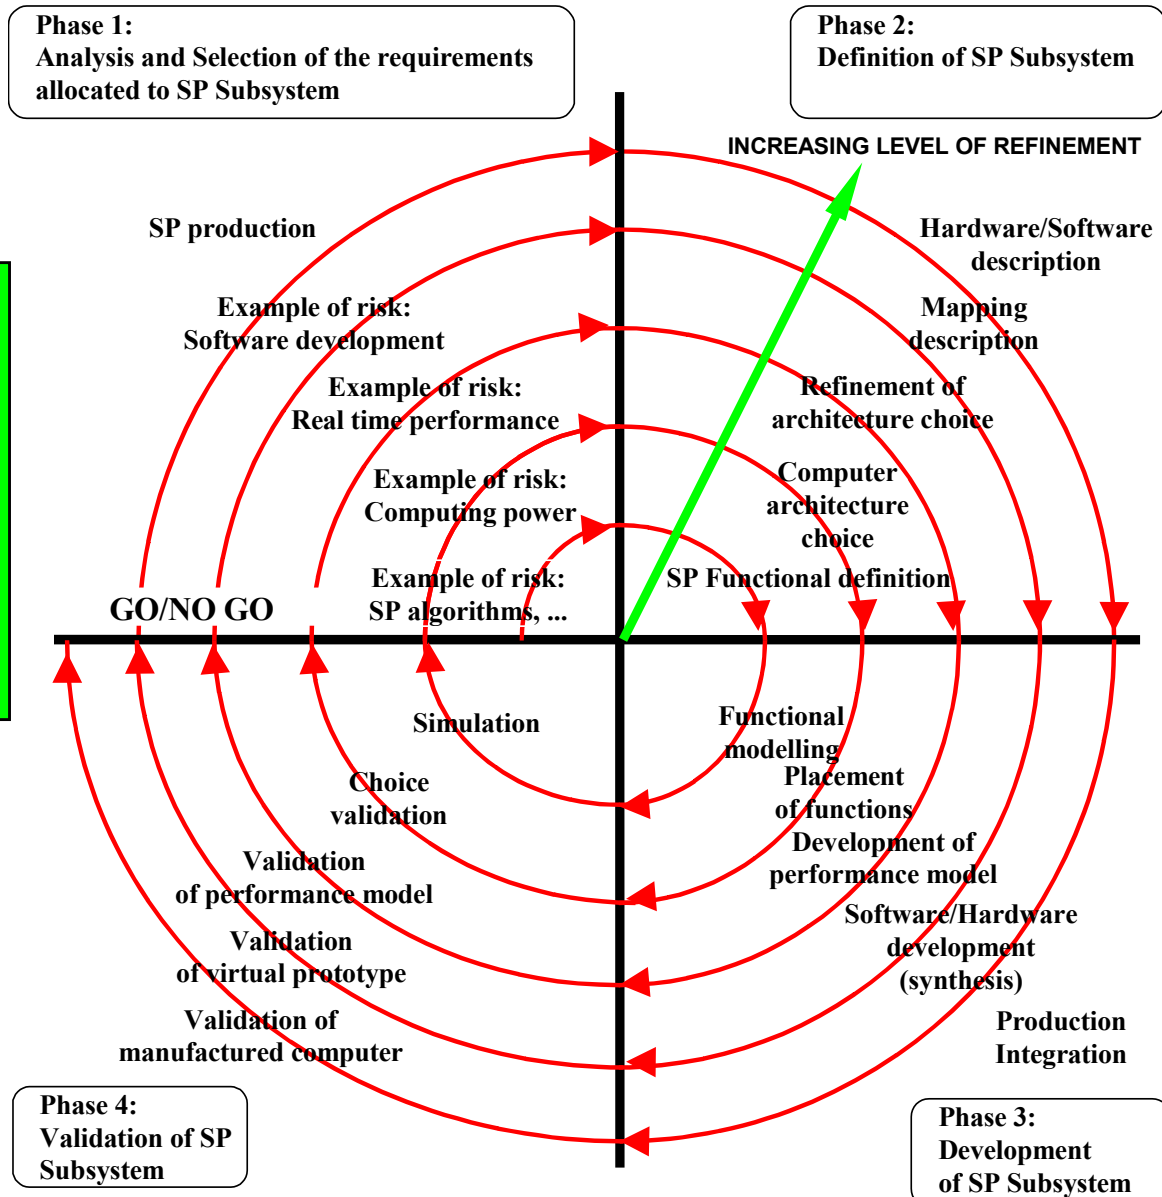 Phase 1:
Analysis and Selection of the requirements
allocated to SP Subsystem
Phase 2:
Definition of SP Subsystem
INCREASING LEVEL OF REFINEMENT
SP production
Hardware/Software
description
Example of risk:
Software development
Mapping
description
Example of risk:
Real time performance
Refinement of
architecture choice
Example of risk:
Computing power
Computer
architecture
choice
Example of risk:
SP algorithms, ...
SP Functional definition
GO/NO GO
Simulation
Functional
modelling
Choice
validation
Placement
of functions
Validation
of performance model
Development of
performance model
Validation
of virtual prototype
Software/Hardware
development
(synthesis)
Validation of
manufactured computer
Production
Integration
Phase 4:
Validation of SP
Subsystem
Phase 3:
Development
of SP Subsystem